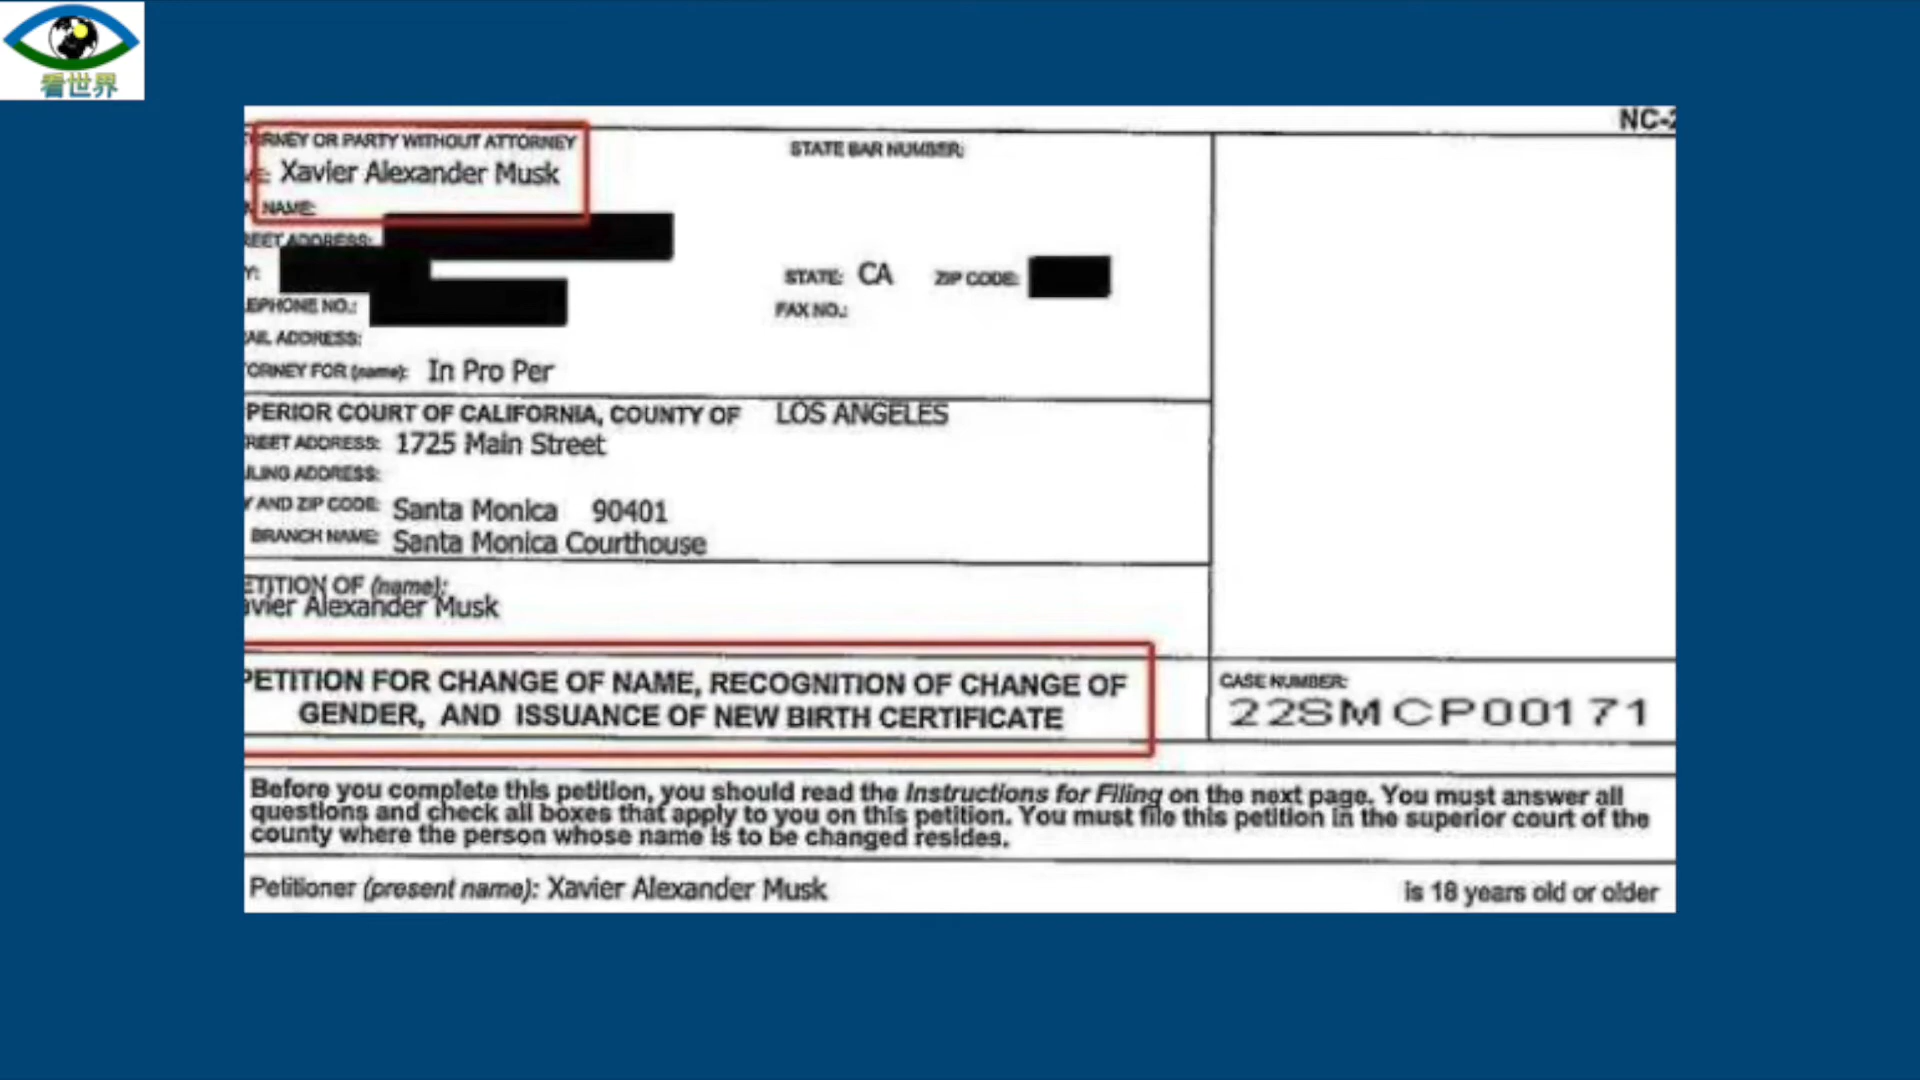 看世界
NC-2
ORNEY OR PARTY WITHOUT ATTORNEY
STATE BAR NUMBER:
E: Xavier Alexander Musk
NAME:
EET ADDRESS:
Y:
STATE: CA ZIP CODE:
EPHONE NO.:
FAX NO.:
AIL ADDRESS:
TORNEY FOR (name): In Pro Per
PERIOR COURT OF CALIFORNIA, COUNTY OF LOS ANGELES
REET ADDRESS: 1725 Main Street
ILING ADDRESS:
Y AND ZIP CODE: Santa Monica 90401
BRANCH NAME: Santa Monica Courthouse
ETITION OF (name):
avier Alexander Musk
PETITION FOR CHANGE OF NAME, RECOGNITION OF CHANGE OF
GENDER, AND ISSUANCE OF NEW BIRTH CERTIFICATE
CASE NUMBER:
22SMCP00171
Before you complete this petition, you should read the Instructions for Filing on the next page. You must answer all
questions and check all boxes that apply to you on this petition. You must file this petition in the superior court of the
county where the person whose name is to be changed resides.
Petitioner (present name): Xavier Alexander Musk is 18 years old or older